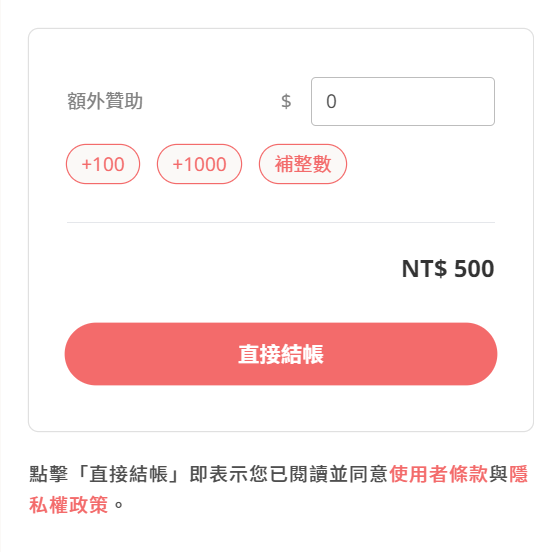 額外贊助 $ 0
+100 +1000 補整數
NT$ 500
直接結帳
點擊「直接結帳」即表示您已閱讀並同意使用者條款與隱
私權政策。